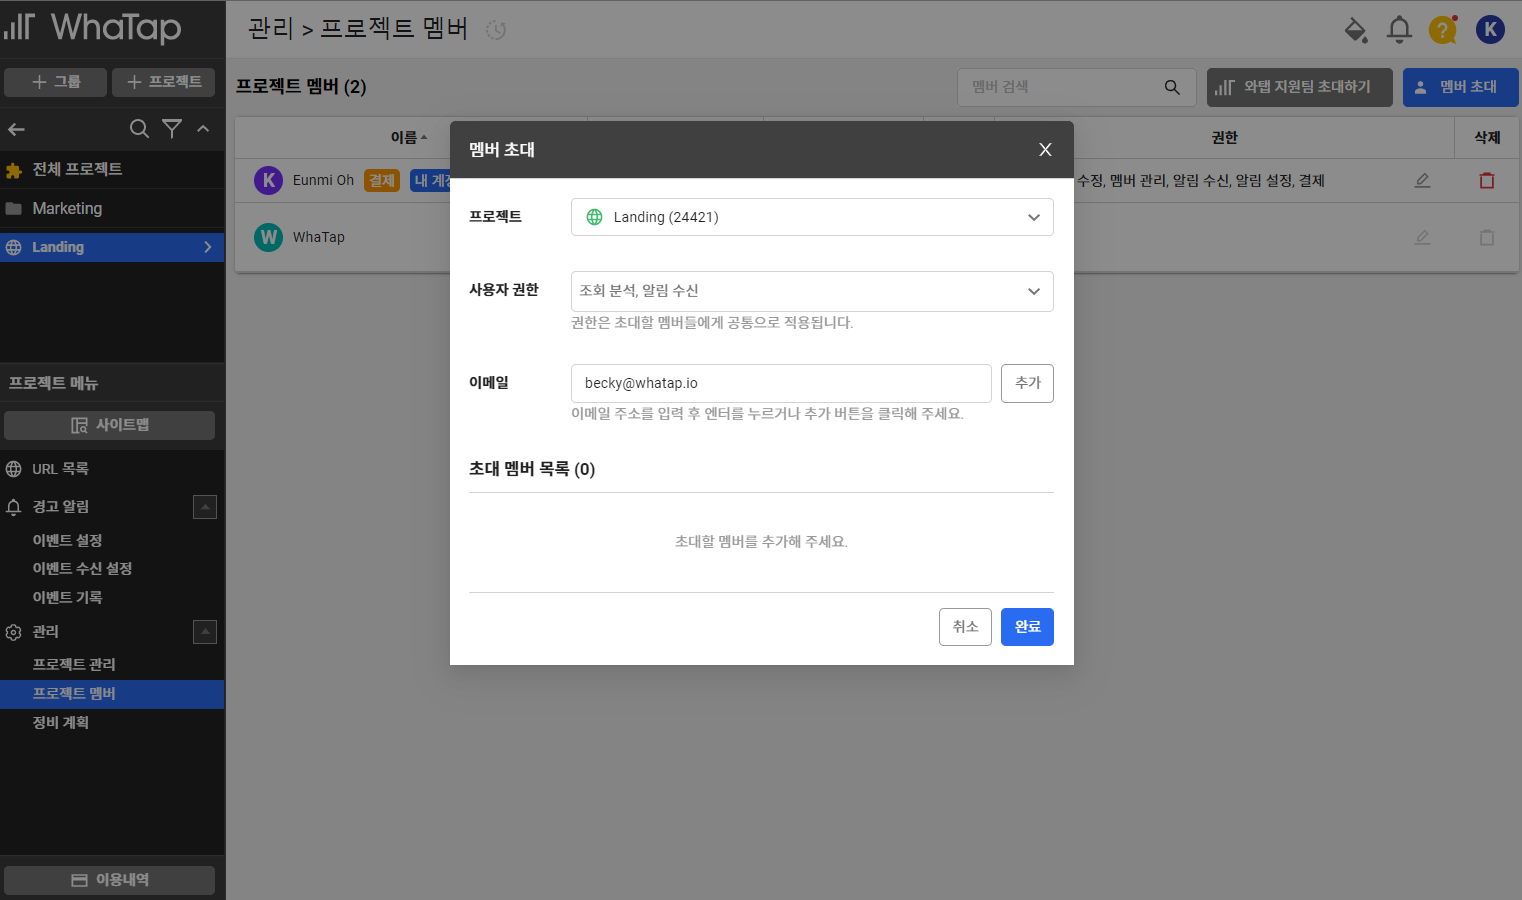 WhaTap
그룹
프로젝트
전체 프로젝트
Marketing
Landing
프로젝트 메뉴
사이트맵
URL 목록
경고 알림
이벤트 설정
이벤트 수신 설정
이벤트 기록
관리
프로젝트 관리
프로젝트 멤버
정비 계획
이용내역
관리 > 프로젝트 멤버
?
K
프로젝트 멤버 (2)
멤버 검색
와탭 지원팀 초대하기
멤버 초대
이름
권한
삭제
K Eunmi Oh 결제 내 계정
수정, 멤버 관리, 알림 수신, 알림 설정, 결제
W WhaTap
멤버 초대
X
프로젝트
Landing (24421)
사용자 권한
조회 분석, 알림 수신
권한은 초대할 멤버들에게 공통으로 적용됩니다.
이메일
becky@whatap.io
추가
이메일 주소를 입력 후 엔터를 누르거나 추가 버튼을 클릭해 주세요.
초대 멤버 목록 (0)
초대할 멤버를 추가해 주세요.
취소
완료